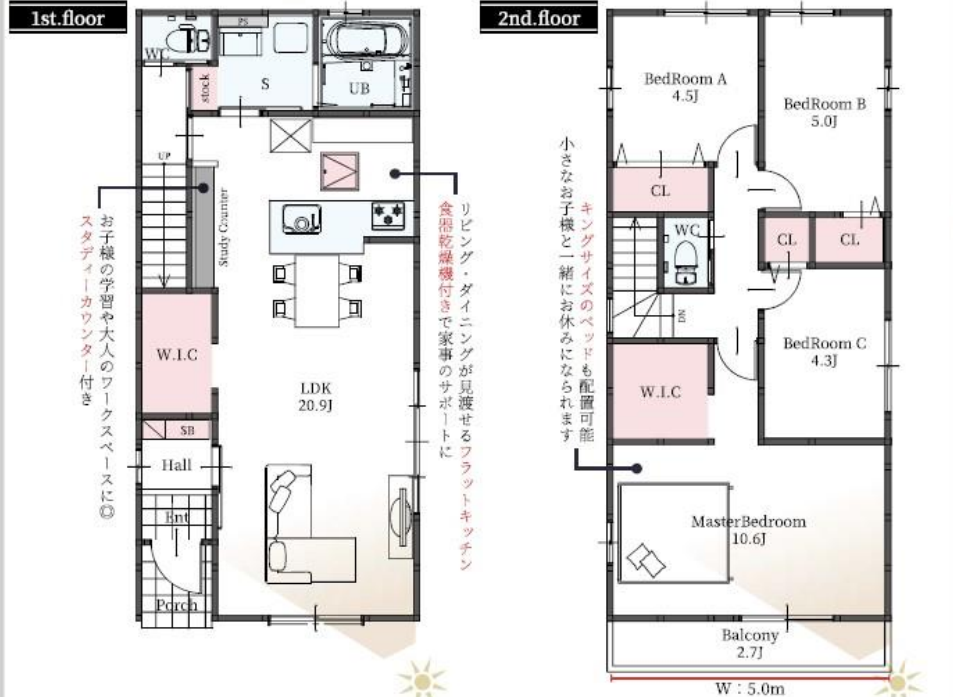 1st.floor
WC
PS
stock
S
UB
UP
Study Counter
お子様の学習や大人のワークスペースに◎
スタディーカウンター付き
リビング・ダイニングが見渡せるフラットキッチン
食器乾燥機付きで家事のサポートに
W.I.C
LDK
20.9J
SB
Hall
Ent
Porch
2nd.floor
BedRoom A
4.5J
BedRoom B
5.0J
CL
WC
CL
CL
DN
BedRoom C
4.3J
W.I.C
キングサイズのベッドも配置可能
小さなお子様と一緒にお休みになられます
MasterBedroom
10.6J
Balcony
2.7J
W：5.0m